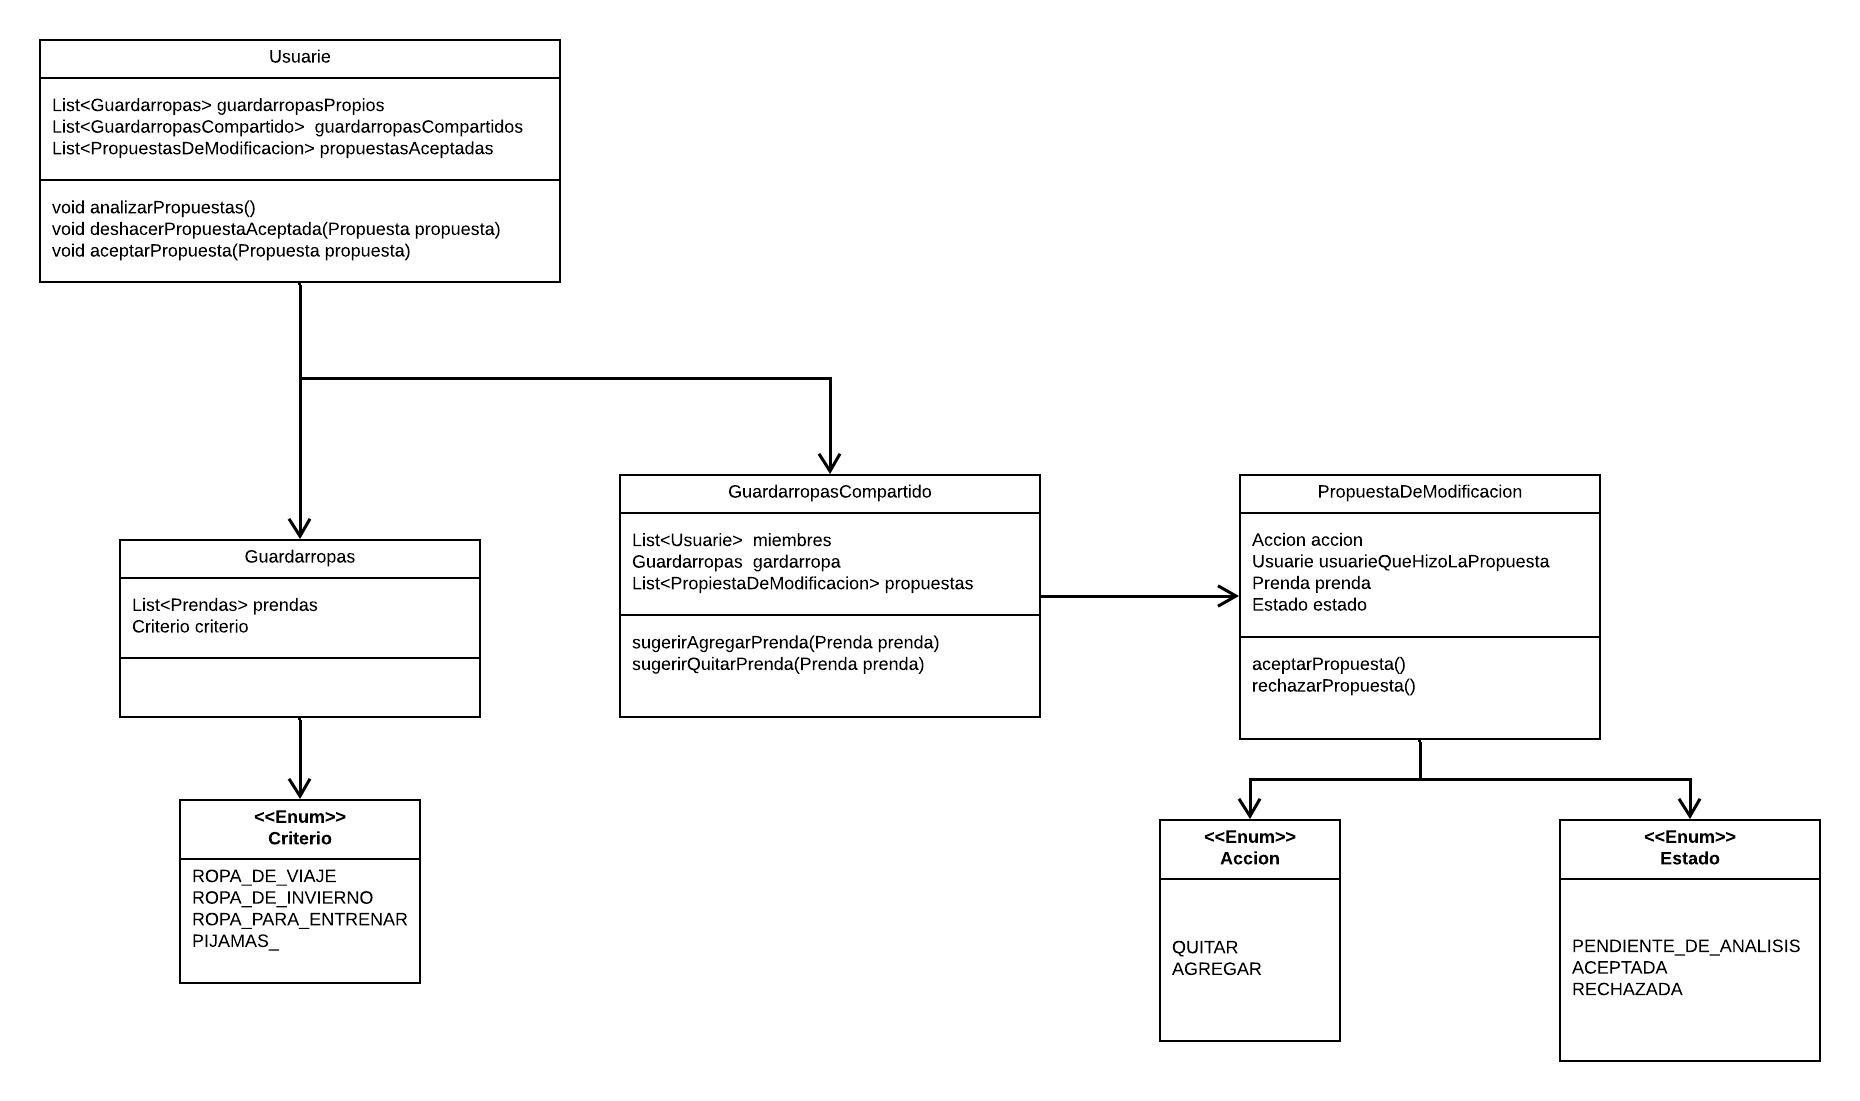 Usuarie
List<Guardarropas> guardarropasPropios
List<GuardarropasCompartido>  guardarropasCompartidos
List<PropuestasDeModificacion> propuestasAceptadas
void analizarPropuestas()
void deshacerPropuestaAceptada(Propuesta propuesta)
void aceptarPropuesta(Propuesta propuesta)
Guardarropas
List<Prendas> prendas
Criterio criterio
<<Enum>>
Criterio
ROPA_DE_VIAJE
ROPA_DE_INVIERNO
ROPA_PARA_ENTRENAR
PIJAMAS_
GuardarropasCompartido
List<Usuarie>  miembres
Guardarropas  gardarropa
List<PropiestaDeModificacion> propuestas
sugerirAgregarPrenda(Prenda prenda)
sugerirQuitarPrenda(Prenda prenda)
PropuestaDeModificacion
Accion accion
Usuarie usuarieQueHizoLaPropuesta
Prenda prenda
Estado estado
aceptarPropuesta()
rechazarPropuesta()
<<Enum>>
Accion
QUITAR
AGREGAR
<<Enum>>
Estado
PENDIENTE_DE_ANALISIS
ACEPTADA
RECHAZADA